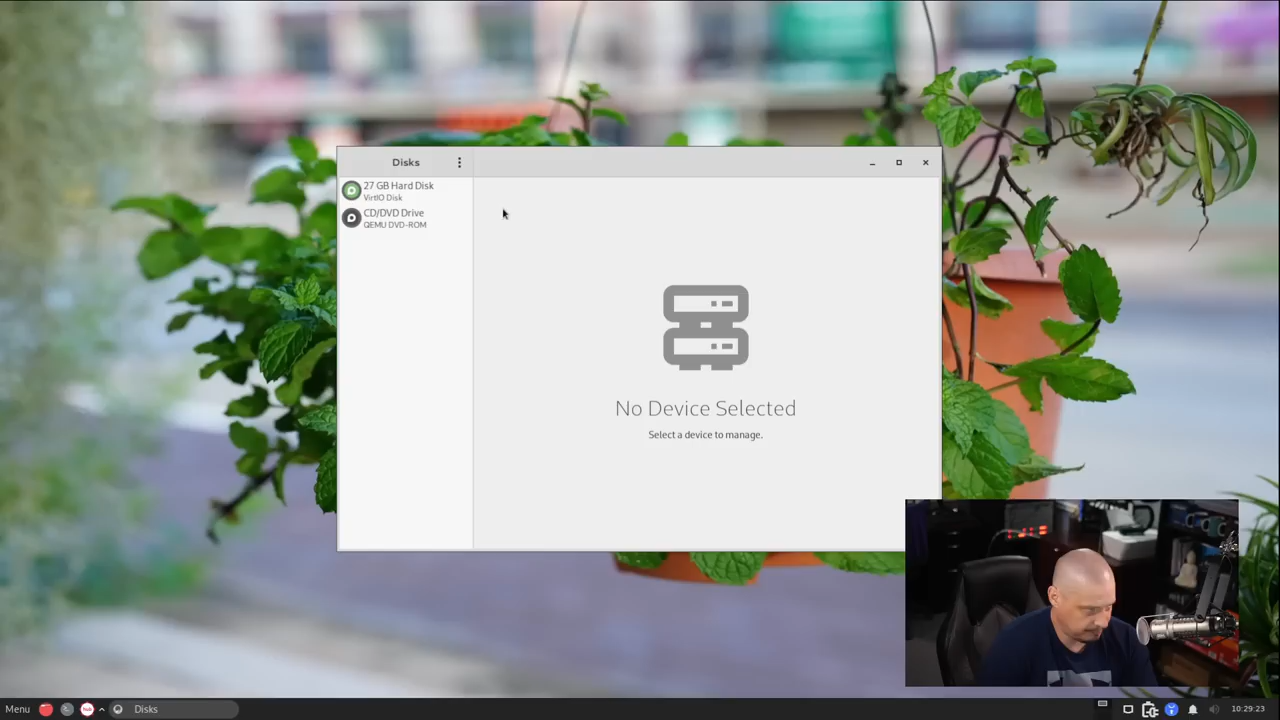 Disks
27 GB Hard Disk
VirtIO Disk
CD/DVD Drive
QEMU DVD-ROM
No Device Selected
Select a device to manage.
Menu
Disks
10:29:23